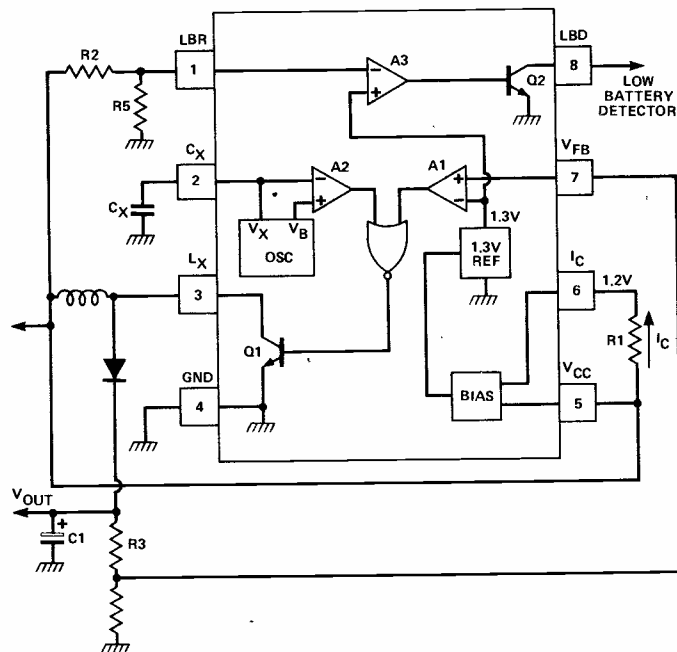 LBR
R2
1
R5
A3
LBD
8
Q2
LOW
BATTERY
DETECTOR
CX
2
CX
A2
VX
VB
OSC
A1
1.3V
1.3V
REF
VFB
7
LX
3
Q1
IC
6
1.2V
R1
IC
BIAS
VCC
5
GND
4
VOUT
+
C1
R3